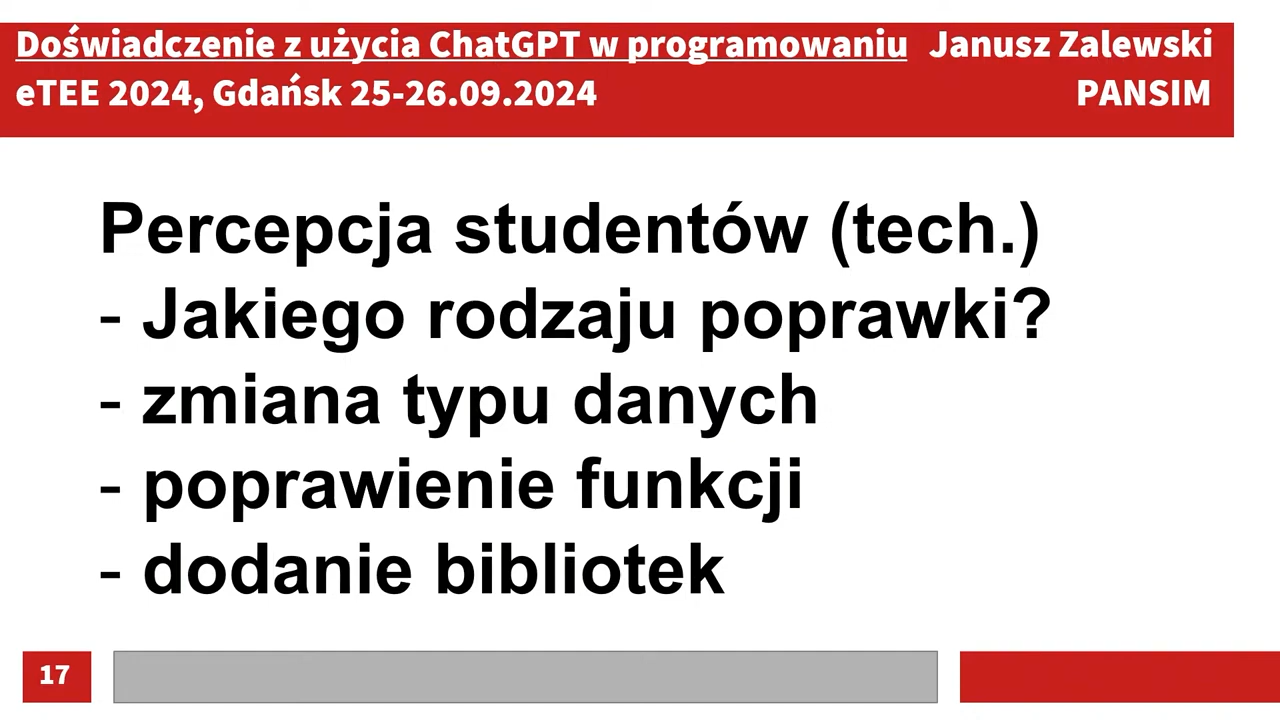 Doświadczenie z użycia ChatGPT w programowaniu Janusz Zalewski
eTEE 2024, Gdańsk 25-26.09.2024 PANSIM
Percepcja studentów (tech.)
- Jakiego rodzaju poprawki?
- zmiana typu danych
- poprawienie funkcji
- dodanie bibliotek
17